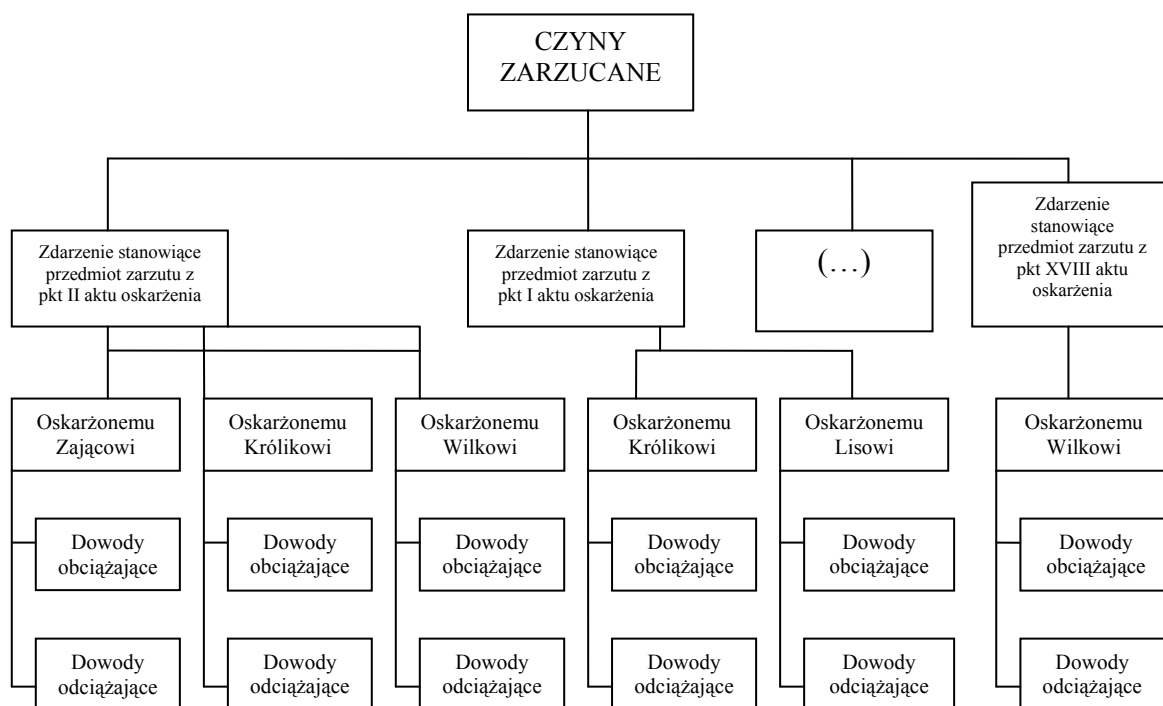 CZYNY
ZARZUCANE
Zdarzenie stanowiące
przedmiot zarzutu z
pkt II aktu oskarżenia
Zdarzenie stanowiące
przedmiot zarzutu z
pkt I aktu oskarżenia
(…)
Zdarzenie
stanowiące
przedmiot zarzutu z
pkt XVIII aktu
oskarżenia
Oskarżonemu
Zającowi
Oskarżonemu
Królikowi
Oskarżonemu
Wilkowi
Oskarżonemu
Królikowi
Oskarżonemu
Lisowi
Oskarżonemu
Wilkowi
Dowody
obciążające
Dowody
obciążające
Dowody
obciążające
Dowody
obciążające
Dowody
obciążające
Dowody
obciążające
Dowody
odciążające
Dowody
odciążające
Dowody
odciążające
Dowody
odciążające
Dowody
odciążające
Dowody
odciążające